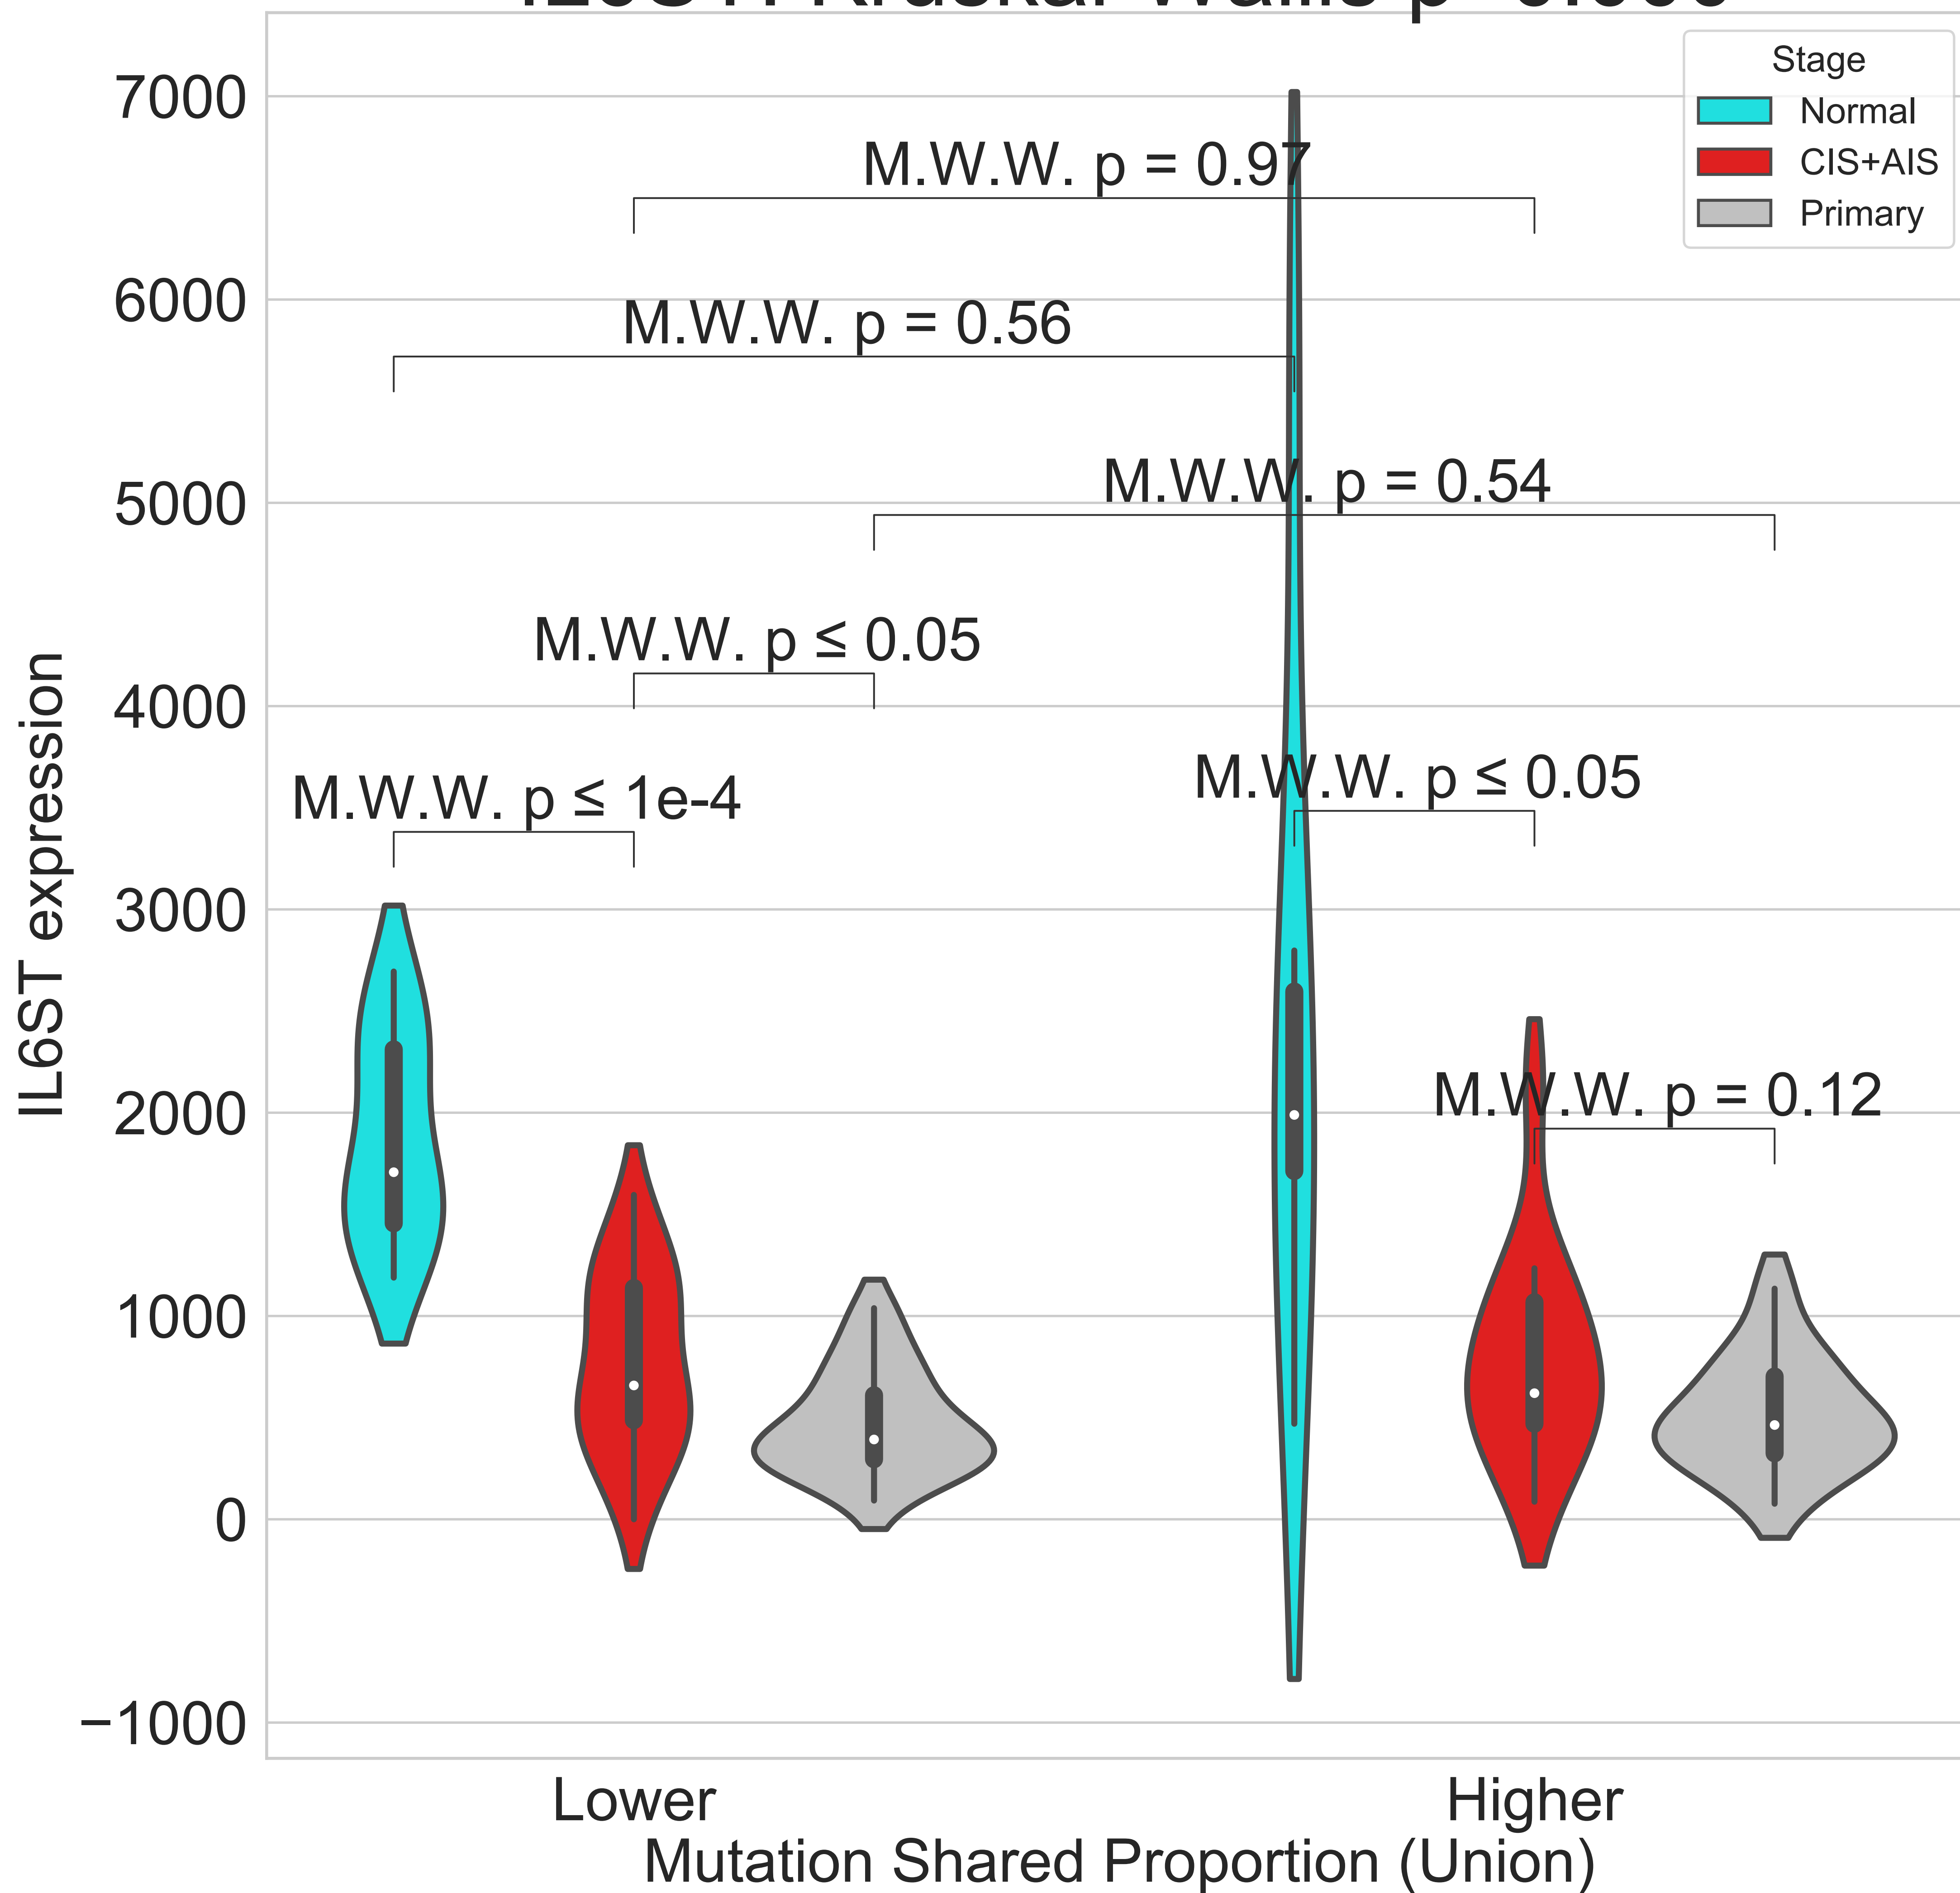 Stage
Normal
CIS+AIS
Primary
7000
6000
5000
4000
3000
2000
1000
0
−1000
IL6ST expression
M.W.W. p = 0.97
M.W.W. p = 0.56
M.W.W. p = 0.54
M.W.W. p ≤ 0.05
M.W.W. p ≤ 1e-4
M.W.W. p ≤ 0.05
M.W.W. p = 0.12
Lower
Higher
Mutation Shared Proportion (Union)